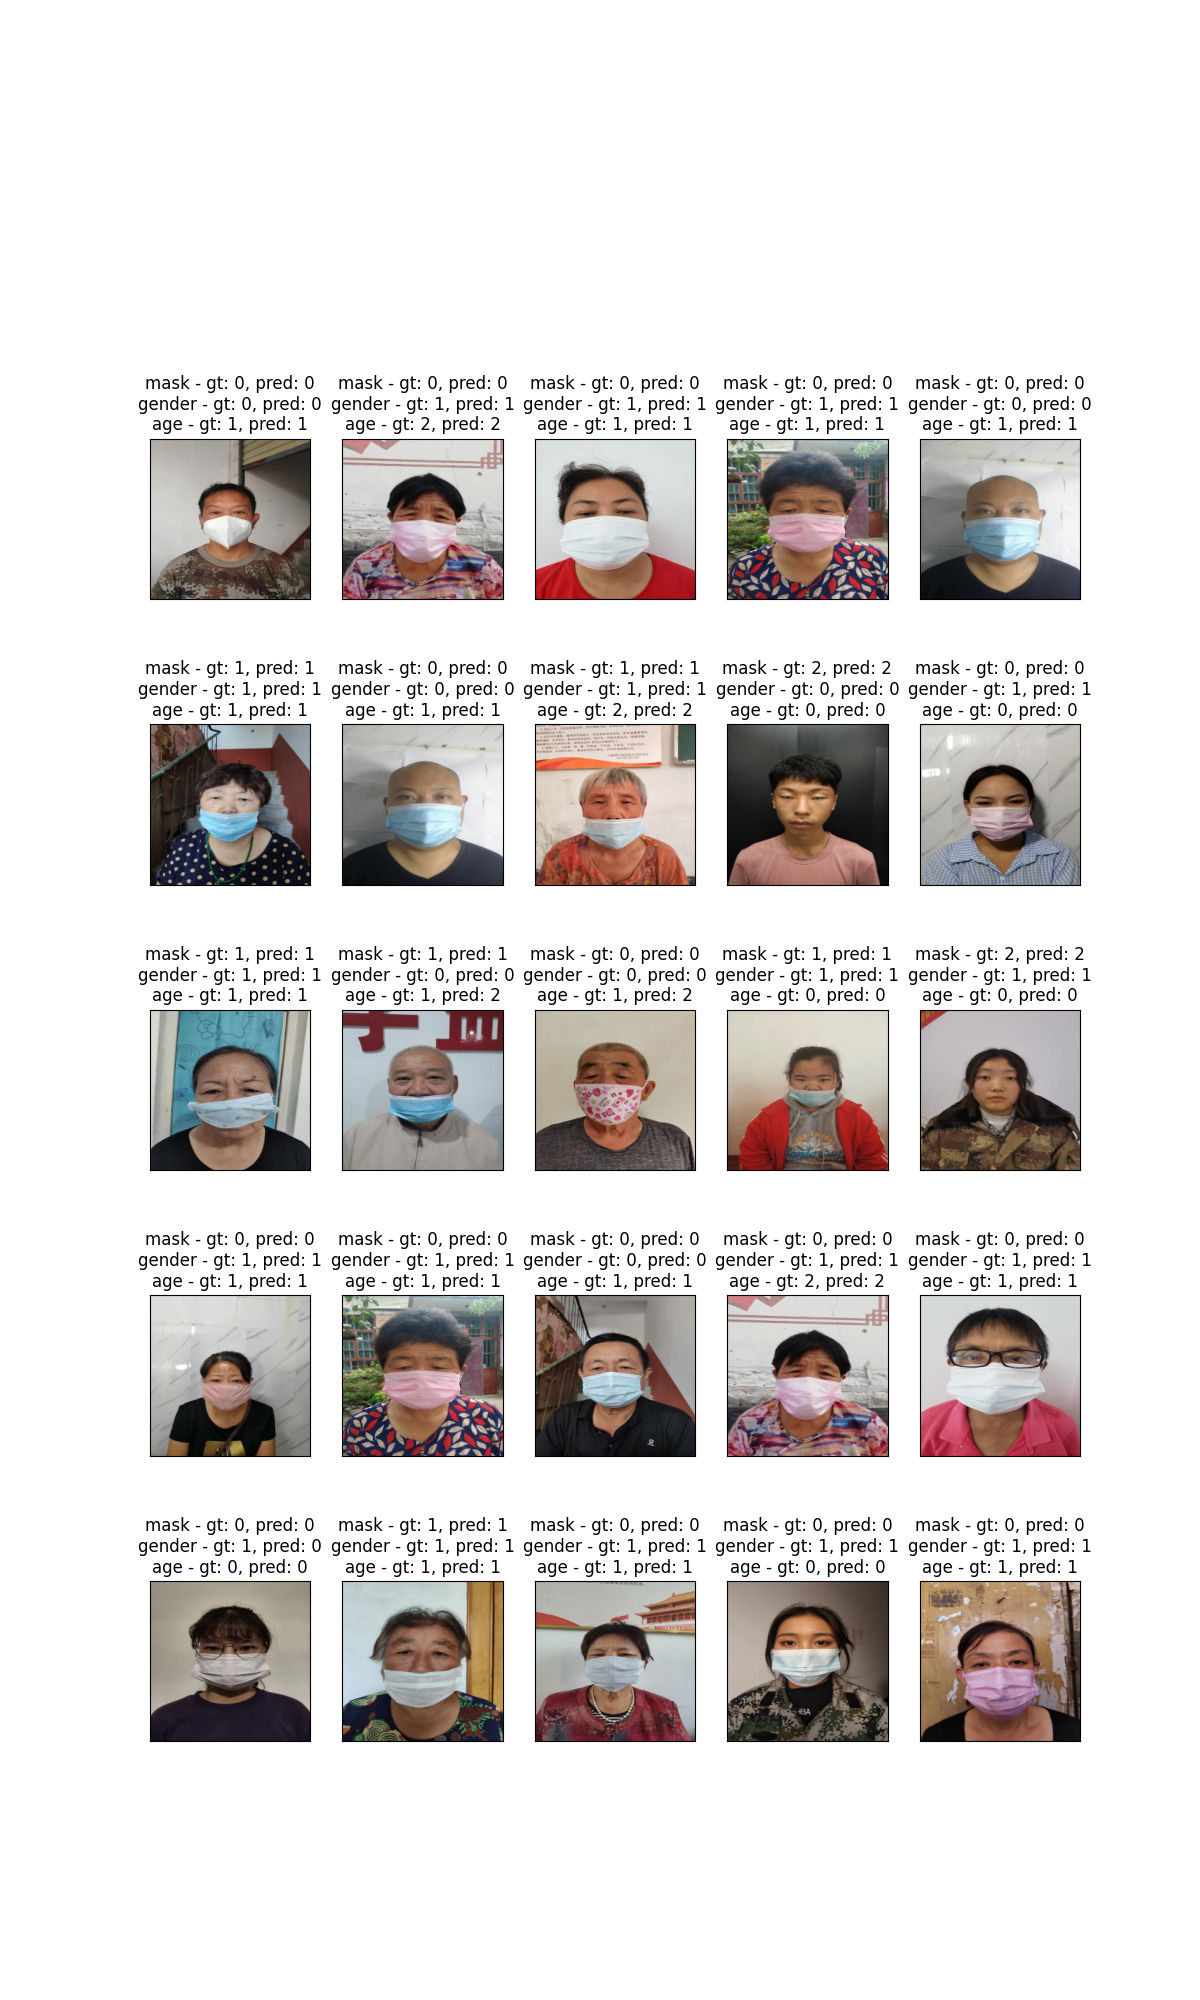 mask - gt: 0, pred: 0
gender - gt: 0, pred: 0
age - gt: 1, pred: 1
mask - gt: 0, pred: 0
gender - gt: 1, pred: 1
age - gt: 2, pred: 2
mask - gt: 0, pred: 0
gender - gt: 1, pred: 1
age - gt: 1, pred: 1
mask - gt: 0, pred: 0
gender - gt: 1, pred: 1
age - gt: 1, pred: 1
mask - gt: 0, pred: 0
gender - gt: 0, pred: 0
age - gt: 1, pred: 1
mask - gt: 1, pred: 1
gender - gt: 1, pred: 1
age - gt: 1, pred: 1
mask - gt: 0, pred: 0
gender - gt: 0, pred: 0
age - gt: 1, pred: 1
mask - gt: 1, pred: 1
gender - gt: 1, pred: 1
age - gt: 2, pred: 2
mask - gt: 2, pred: 2
gender - gt: 0, pred: 0
age - gt: 0, pred: 0
mask - gt: 0, pred: 0
gender - gt: 1, pred: 1
age - gt: 0, pred: 0
mask - gt: 1, pred: 1
gender - gt: 1, pred: 1
age - gt: 1, pred: 1
mask - gt: 1, pred: 1
gender - gt: 0, pred: 0
age - gt: 1, pred: 2
mask - gt: 0, pred: 0
gender - gt: 0, pred: 0
age - gt: 1, pred: 2
mask - gt: 1, pred: 1
gender - gt: 1, pred: 1
age - gt: 0, pred: 0
mask - gt: 2, pred: 2
gender - gt: 1, pred: 1
age - gt: 0, pred: 0
mask - gt: 0, pred: 0
gender - gt: 1, pred: 1
age - gt: 1, pred: 1
mask - gt: 0, pred: 0
gender - gt: 1, pred: 1
age - gt: 1, pred: 1
mask - gt: 0, pred: 0
gender - gt: 0, pred: 0
age - gt: 1, pred: 1
mask - gt: 0, pred: 0
gender - gt: 1, pred: 1
age - gt: 2, pred: 2
mask - gt: 0, pred: 0
gender - gt: 1, pred: 1
age - gt: 1, pred: 1
mask - gt: 0, pred: 0
gender - gt: 1, pred: 0
age - gt: 0, pred: 0
mask - gt: 1, pred: 1
gender - gt: 1, pred: 1
age - gt: 1, pred: 1
mask - gt: 0, pred: 0
gender - gt: 1, pred: 1
age - gt: 1, pred: 1
mask - gt: 0, pred: 0
gender - gt: 1, pred: 1
age - gt: 0, pred: 0
mask - gt: 0, pred: 0
gender - gt: 1, pred: 1
age - gt: 1, pred: 1